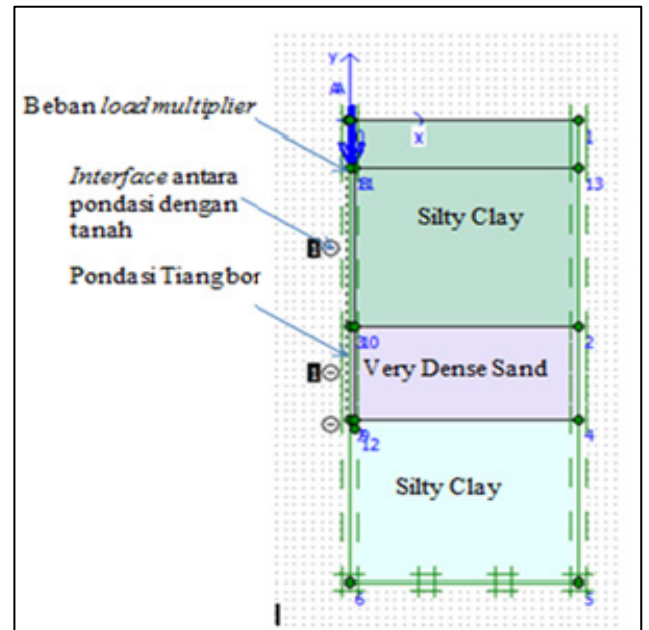 y
Beban load multiplier
x
1
13
Interface antara
pondasi dengan
tanah
Silty Clay
Pondasi Tiangbor
10
2
Very Dense Sand
4
12
Silty Clay
6
5